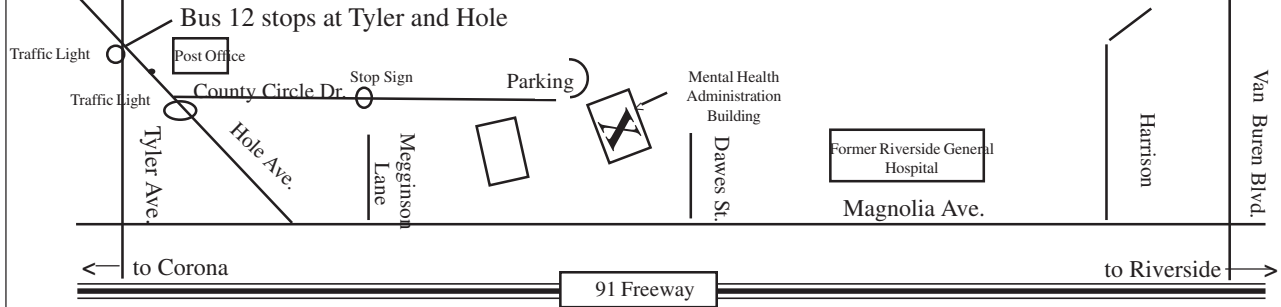 Bus 12 stops at Tyler and Hole
Traffic Light
Post Office
Traffic Light
County Circle Dr.
Stop Sign
Parking
Mental Health
Administration
Building
X
Tyler Ave.
Hole Ave.
Megginson
Lane
Dawes St.
Former Riverside General
Hospital
Harrison
Van Buren Blvd.
Magnolia Ave.
to Corona
to Riverside
91 Freeway